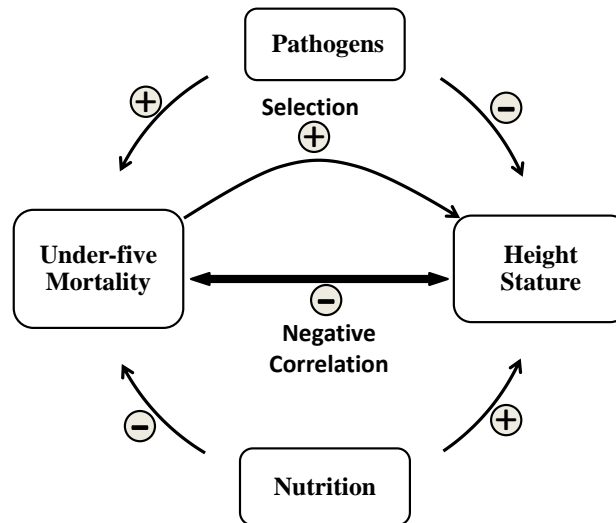 Pathogens
+
Selection
−
+
Under-five
Mortality
Height
Stature
−
Negative
Correlation
−
+
Nutrition